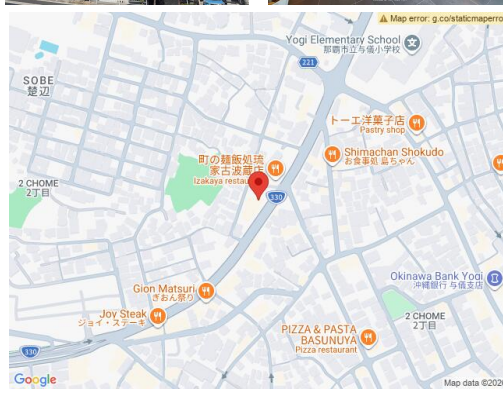 Map error: g.co/staticmaperro
Yogi Elementary School
那覇市立与儀小学校
221
SOBE
楚辺
トーエ洋菓子店
Pastry shop
町の麺飯処琉
家古波蔵店
Izakaya restaurant
Shimachan Shokudo
お食事処 島ちゃん
330
2 CHOME
2丁目
Okinawa Bank Yogi
沖縄銀行 与儀支店
Gion Matsuri
ぎおん祭り
Joy Steak
ジョイ・ステーキ
2 CHOME
2丁目
PIZZA & PASTA
BASUNUYA
Pizza restaurant
330
Google
Map data ©2026